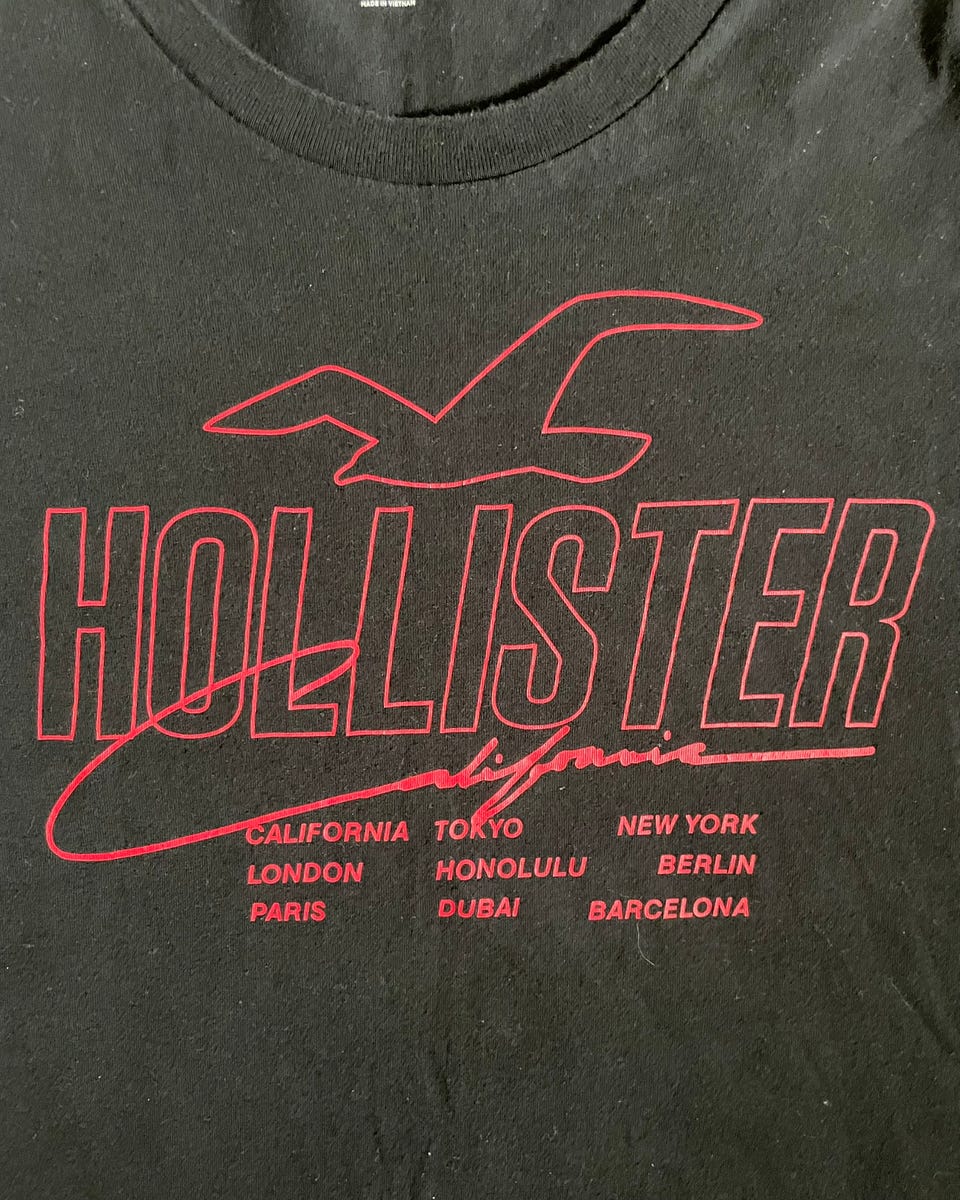 MADE IN VIETNAM
HOLLISTER
California
CALIFORNIA TOKYO NEW YORK
LONDON HONOLULU BERLIN
PARIS DUBAI BARCELONA